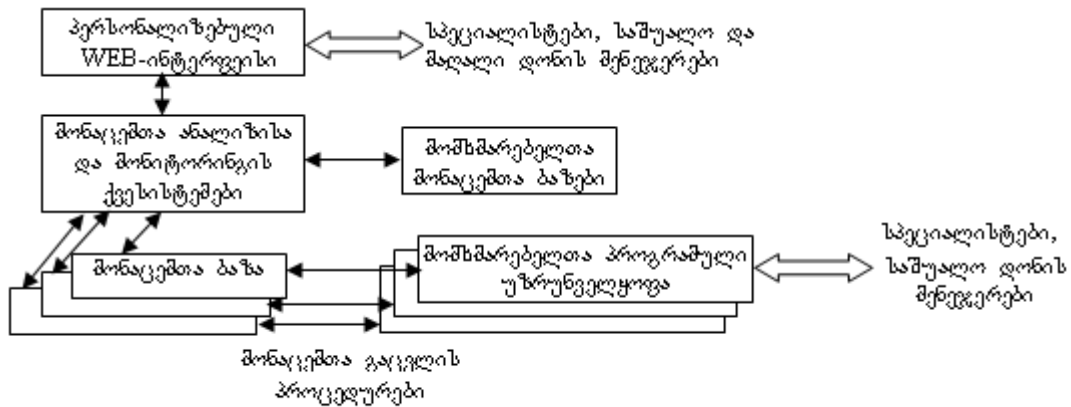 პერსონალიზებული
WEB-ინტერფეისი
სპეციალისტები, საშუალო და
მაღალი დონის მენეჯერები
მონაცემთა ანალიზისა
და მონიტორინგის
ქვესისტემები
მომხმარებელთა
მონაცემთა ბაზები
მონაცემთა ბაზა
მომხმარებელთა პროგრამული
უზრუნველყოფა
სპეციალისტები,
საშუალო დონის
მენეჯერები
მონაცემთა გაცვლის
პროცედურები